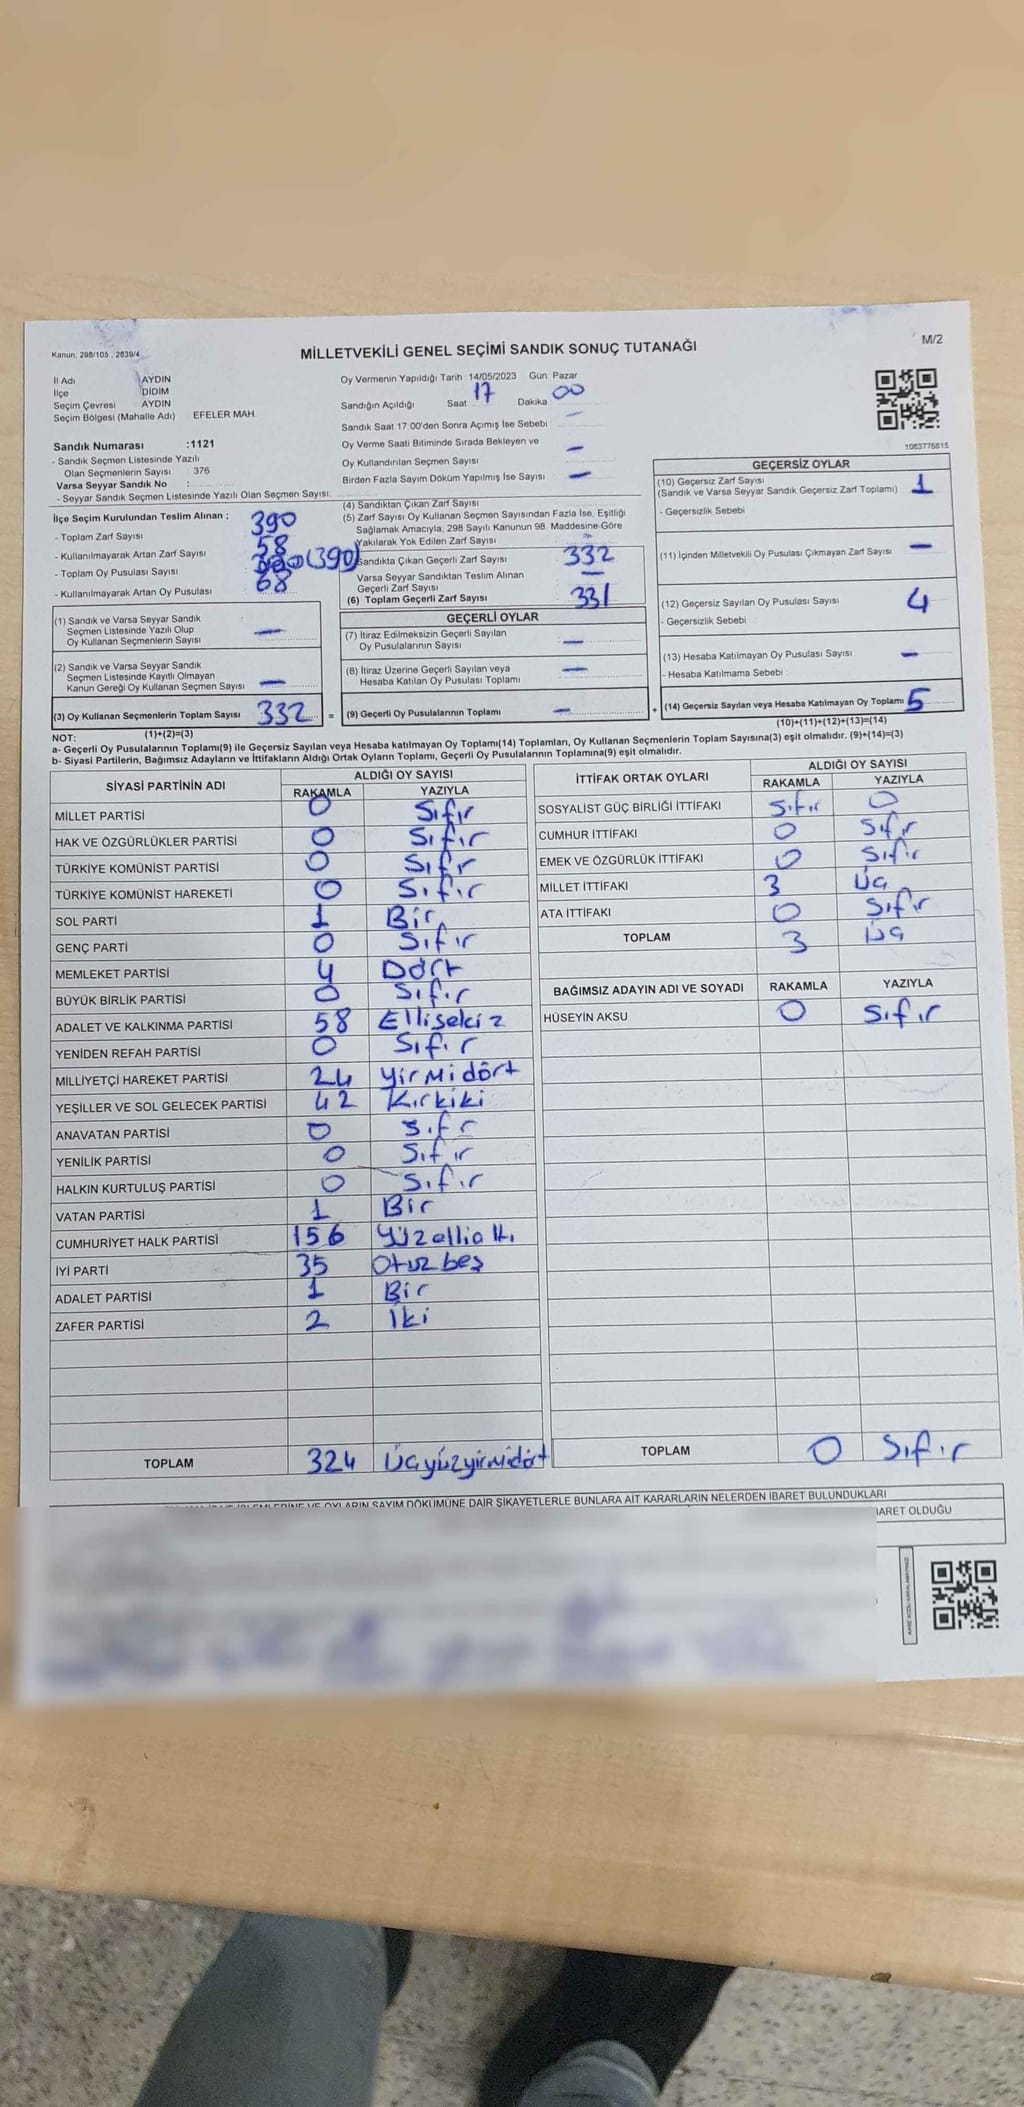 Kanun: 298/105 , 2839/4
MİLLETVEKİLİ GENEL SEÇİMİ SANDIK SONUÇ TUTANAĞI
M/2
İl Adı AYDIN
İlçe DİDİM
Seçim Çevresi AYDIN
Seçim Bölgesi (Mahalle Adı) EFELER MAH.
Sandık Numarası :1121
- Sandık Seçmen Listesinde Yazılı
Olan Seçmenlerin Sayısı : 376
Varsa Seyyar Sandık No :
- Seyyar Sandık Seçmen Listesinde Yazılı Olan Seçmen Sayısı:
Oy Vermenin Yapıldığı Tarih :14/05/2023 Gün: Pazar
Sandığın Açıldığı Saat 17 Dakika 00
Sandık Saat 17:00'den Sonra Açımış İse Sebebi -
Oy Verme Saati Bitiminde Sırada Bekleyen ve
Oy Kullandırılan Seçmen Sayısı -
Birden Fazla Sayım Döküm Yapılmış İse Sayısı -
1083776815
İlçe Seçim Kurulundan Teslim Alınan ;
- Toplam Zarf Sayısı 390
- Kullanılmayarak Artan Zarf Sayısı 58
- Toplam Oy Pusulası Sayısı (390)
- Kullanılmayarak Artan Oy Pusulası 68
(4) Sandıktan Çıkan Zarf Sayısı
(5) Zarf Sayısı Oy Kullanan Seçmen Sayısından Fazla İse, Eşitliği
Sağlamak Amacıyla, 298 Sayılı Kanunun 98. Maddesine Göre
Yakılarak Yok Edilen Zarf Sayısı -
Sandıkta Çıkan Geçerli Zarf Sayısı 332
Varsa Seyyar Sandıktan Teslim Alınan
Geçerli Zarf Sayısı -
(6) Toplam Geçerli Zarf Sayısı 331
GEÇERSİZ OYLAR
(10) Geçersiz Zarf Sayısı 1
(Sandık ve Varsa Seyyar Sandık Geçersiz Zarf Toplamı)
- Geçersizlik Sebebi
(11) İçinden Milletvekili Oy Pusulası Çıkmayan Zarf Sayısı -
(12) Geçersiz Sayılan Oy Pusulası Sayısı 4
- Geçersizlik Sebebi
(13) Hesaba Katılmayan Oy Pusulası Sayısı -
- Hesaba Katılmama Sebebi
(14) Geçersiz Sayılan veya Hesaba Katılmayan Oy Toplamı 5
(10)+(11)+(12)+(13)=(14)
(1) Sandık ve Varsa Seyyar Sandık
Seçmen Listesinde Yazılı Olup
Oy Kullanan Seçmenlerin Sayısı -
(2) Sandık ve Varsa Seyyar Sandık
Seçmen Listesinde Kayıtlı Olmayan
Kanun Gereği Oy Kullanan Seçmen Sayısı -
(3) Oy Kullanan Seçmenlerin Toplam Sayısı 332 =
(1)+(2)=(3)
GEÇERLİ OYLAR
(7) İtiraz Edilmeksizin Geçerli Sayılan
Oy Pusulalarının Sayısı -
(8) İtiraz Üzerine Geçerli Sayılan veya
Hesaba Katılan Oy Pusulası Toplamı -
(9) Geçerli Oy Pusulalarının Toplamı - +
NOT:
a- Geçerli Oy Pusulalarının Toplamı(9) ile Geçersiz Sayılan veya Hesaba katılmayan Oy Toplamı(14) Toplamları, Oy Kullanan Seçmenlerin Toplam Sayısına(3) eşit olmalıdır. (9)+(14)=(3)
b- Siyasi Partilerin, Bağımsız Adayların ve İttifakların Aldığı Ortak Oyların Toplamı, Geçerli Oy Pusulalarının Toplamına(9) eşit olmalıdır.
SİYASİ PARTİNİN ADI ALDIĞI OY SAYISI
RAKAMLA YAZIYLA
MİLLET PARTİSİ 0 Sıfır
HAK VE ÖZGÜRLÜKLER PARTİSİ 0 Sıfır
TÜRKİYE KOMÜNİST PARTİSİ 0 Sıfr
TÜRKİYE KOMÜNİST HAREKETİ 0 Sıfır
SOL PARTİ 1 Bir
GENÇ PARTİ 0 Sıfır
MEMLEKET PARTİSİ 4 Dört
BÜYÜK BİRLİK PARTİSİ 0 Sıfır
ADALET VE KALKINMA PARTİSİ 58 Ellisekiz
YENİDEN REFAH PARTİSİ 0 Sıfır
MİLLİYETÇİ HAREKET PARTİSİ 24 Yirmidört
YEŞİLLER VE SOL GELECEK PARTİSİ 42 Kırkiki
ANAVATAN PARTİSİ 0 Sıfr
YENİLİK PARTİSİ 0 Sıfır
HALKIN KURTULUŞ PARTİSİ 0 Sıfır
VATAN PARTİSİ 1 Bir
CUMHURİYET HALK PARTİSİ 156 Yüzellialtı
İYİ PARTİ 35 Otuzbeş
ADALET PARTİSİ 1 Bir
ZAFER PARTİSİ 2 İki
TOPLAM 324 Üçyüzyirmidört
İTTİFAK ORTAK OYLARI ALDIĞI OY SAYISI
RAKAMLA YAZIYLA
SOSYALİST GÜÇ BİRLİĞİ İTTİFAKI Sıfır 0
CUMHUR İTTİFAKI 0 Sıfır
EMEK VE ÖZGÜRLÜK İTTİFAKI 0 Sıfır
MİLLET İTTİFAKI 3 Üç
ATA İTTİFAKI 0 Sıfır
TOPLAM 3 Üç
BAĞIMSIZ ADAYIN ADI VE SOYADI RAKAMLA YAZIYLA
HÜSEYİN AKSU 0 Sıfır
TOPLAM 0 Sıfır
OYLARIN SAYIM DÖKÜMÜNE DAİR ŞİKAYETLERLE BUNLARA AİT KARARLARIN NELERDEN İBARET BULUNDUKLARI
İBARET OLDUĞU